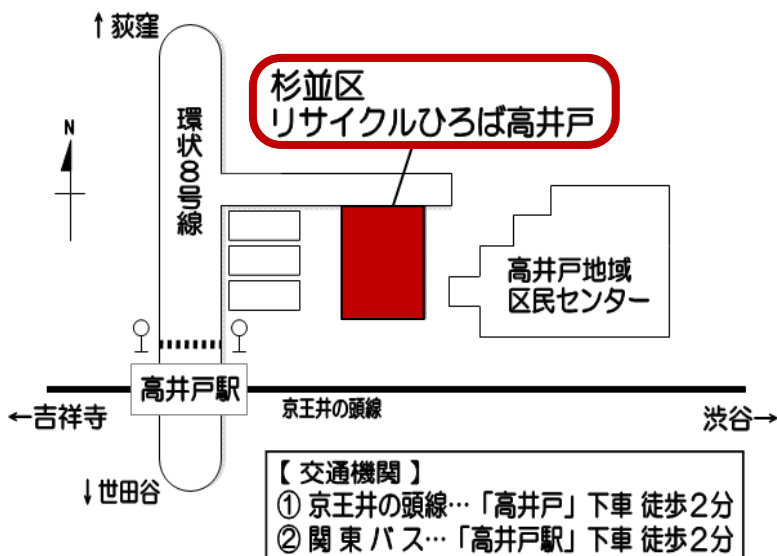 ↑荻窪
杉並区
リサイクルひろば高井戸
N
環状8号線
高井戸地域
区民センター
高井戸駅
京王井の頭線
←吉祥寺
渋谷→
↓世田谷
【 交通機関 】
① 京王井の頭線…「高井戸」下車 徒歩2分
② 関 東 バ ス…「高井戸駅」下車 徒歩2分